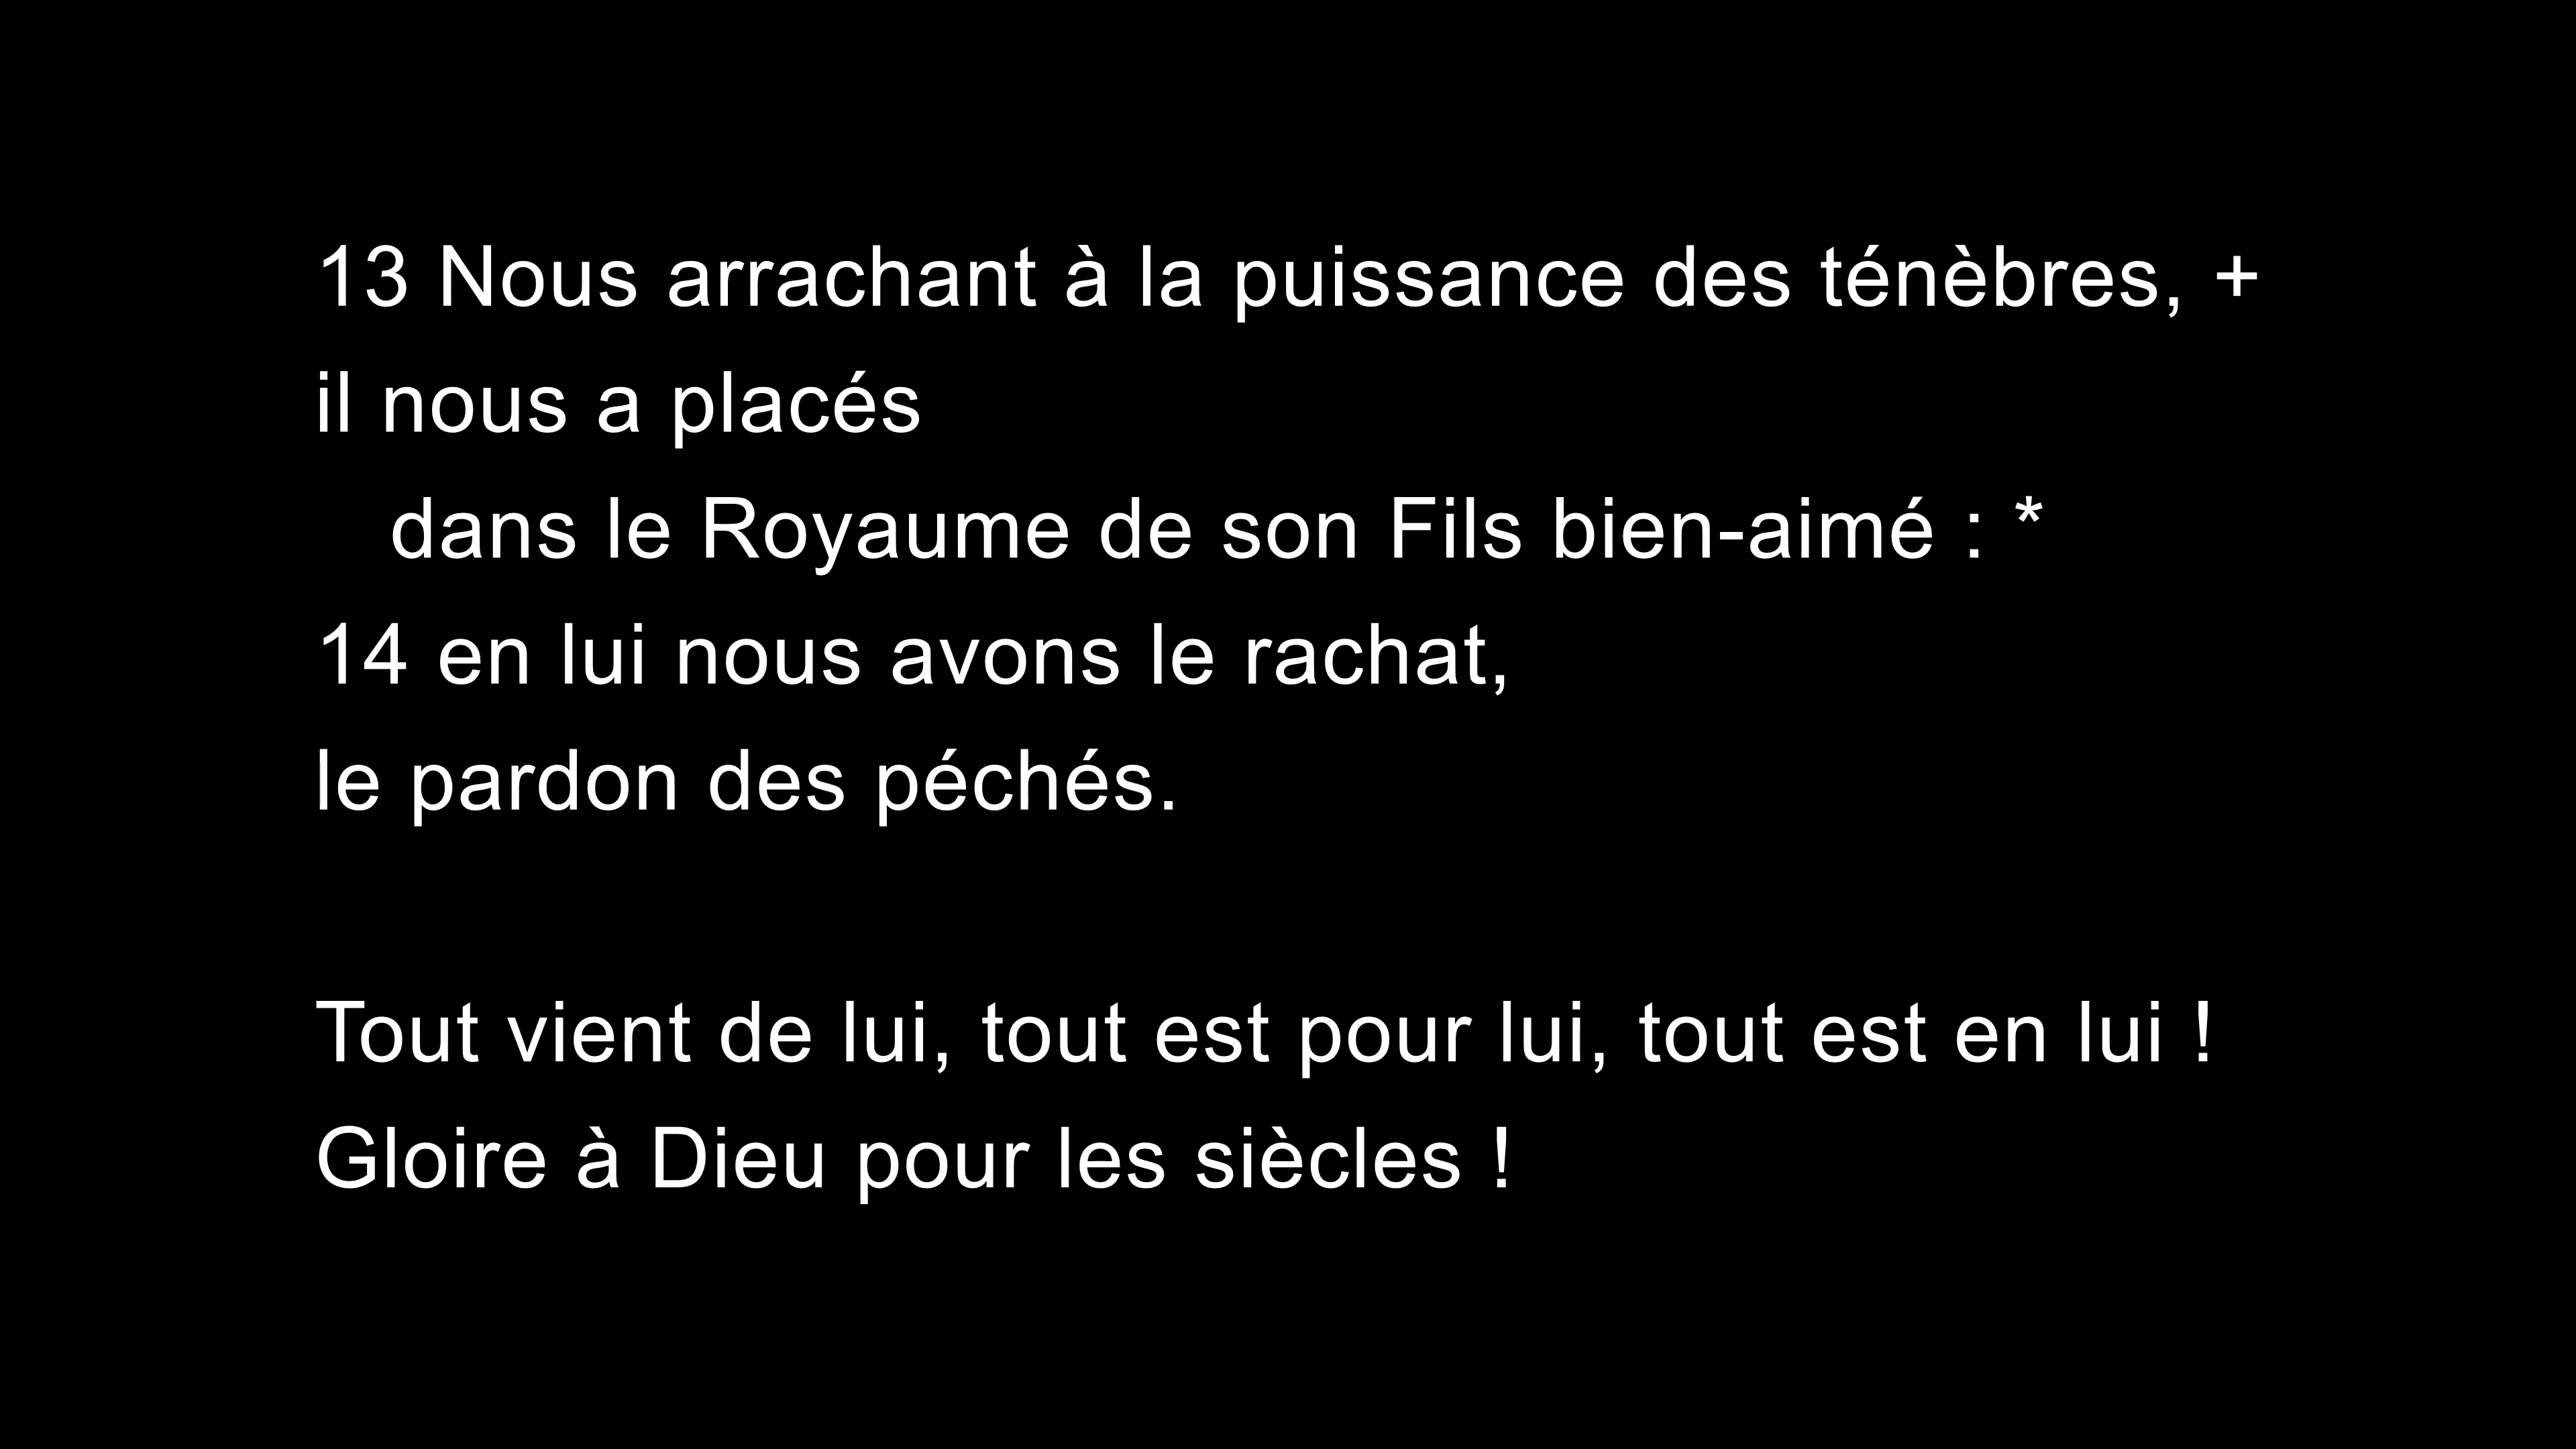 13 Nous arrachant à la puissance des ténèbres, +
il nous a placés
dans le Royaume de son Fils bien-aimé : *
14 en lui nous avons le rachat,
le pardon des péchés.
Tout vient de lui, tout est pour lui, tout est en lui !
Gloire à Dieu pour les siècles !